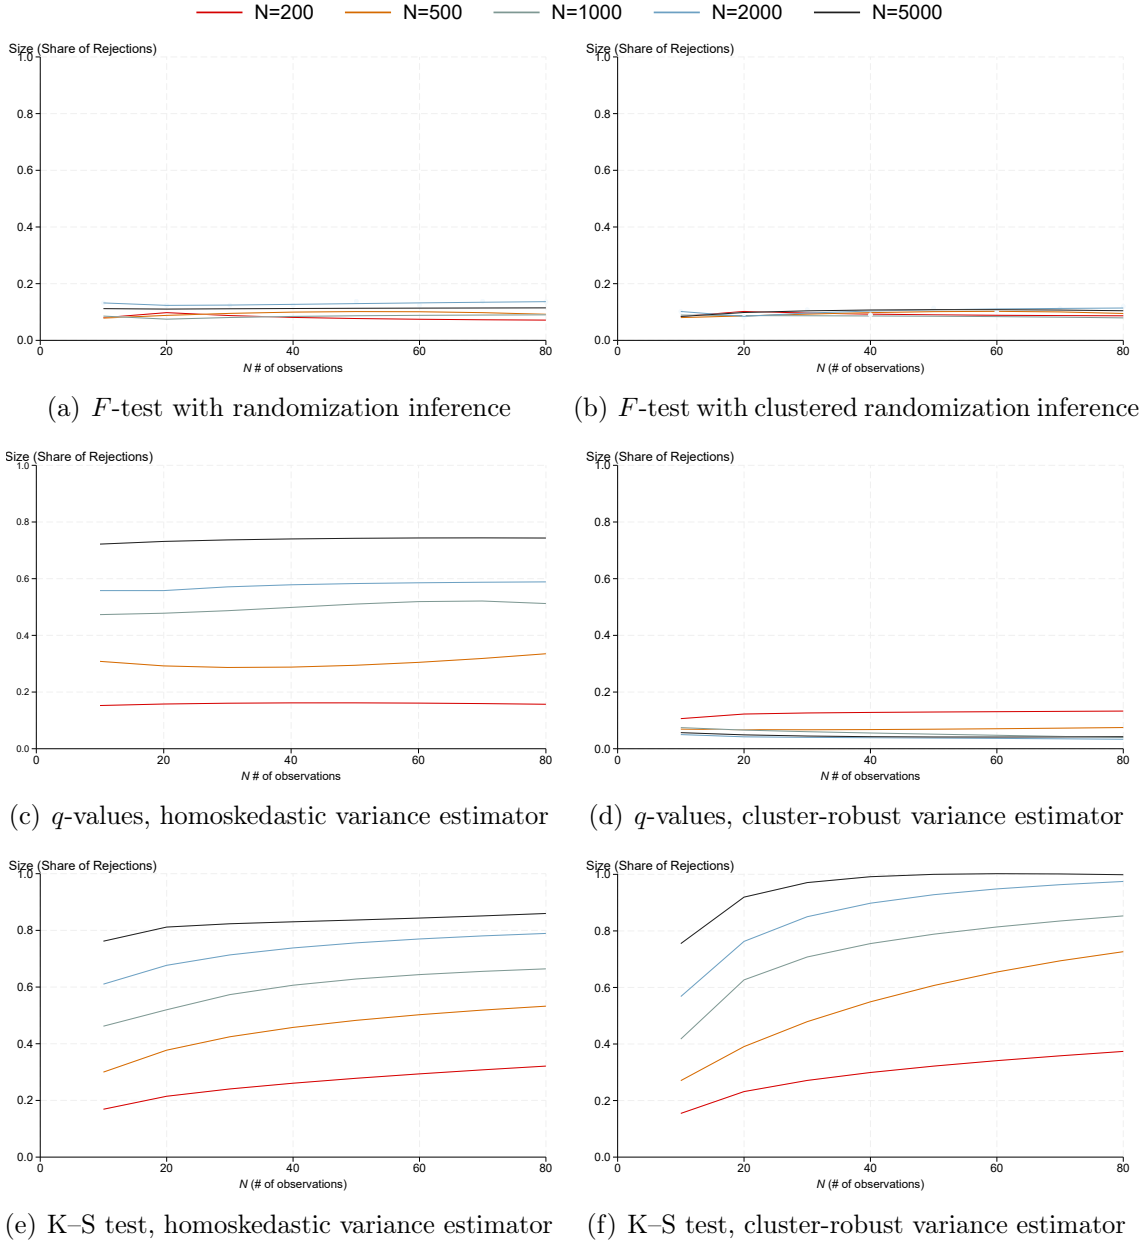 N=200 N=500 N=1000 N=2000 N=5000
Size (Share of Rejections) Size (Share of Rejections)
1.0 1.0
0.8 0.8
0.6 0.6
0.4 0.4
0.2 0.2
0.0 0.0
0 20 40 60 80 0 20 40 60 80
N # of observations N (# of observations)
(a) F-test with randomization inference (b) F-test with clustered randomization inference
Size (Share of Rejections) Size (Share of Rejections)
1.0 1.0
0.8 0.8
0.6 0.6
0.4 0.4
0.2 0.2
0.0 0.0
0 20 40 60 80 0 20 40 60 80
N # of observations N (# of observations)
(c) q-values, homoskedastic variance estimator (d) q-values, cluster-robust variance estimator
Size (Share of Rejections) Size (Share of Rejections)
1.0 1.0
0.8 0.8
0.6 0.6
0.4 0.4
0.2 0.2
0.0 0.0
0 20 40 60 80 0 20 40 60 80
N (# of observations) N (# of observations)
(e) K–S test, homoskedastic variance estimator (f) K–S test, cluster-robust variance estimator